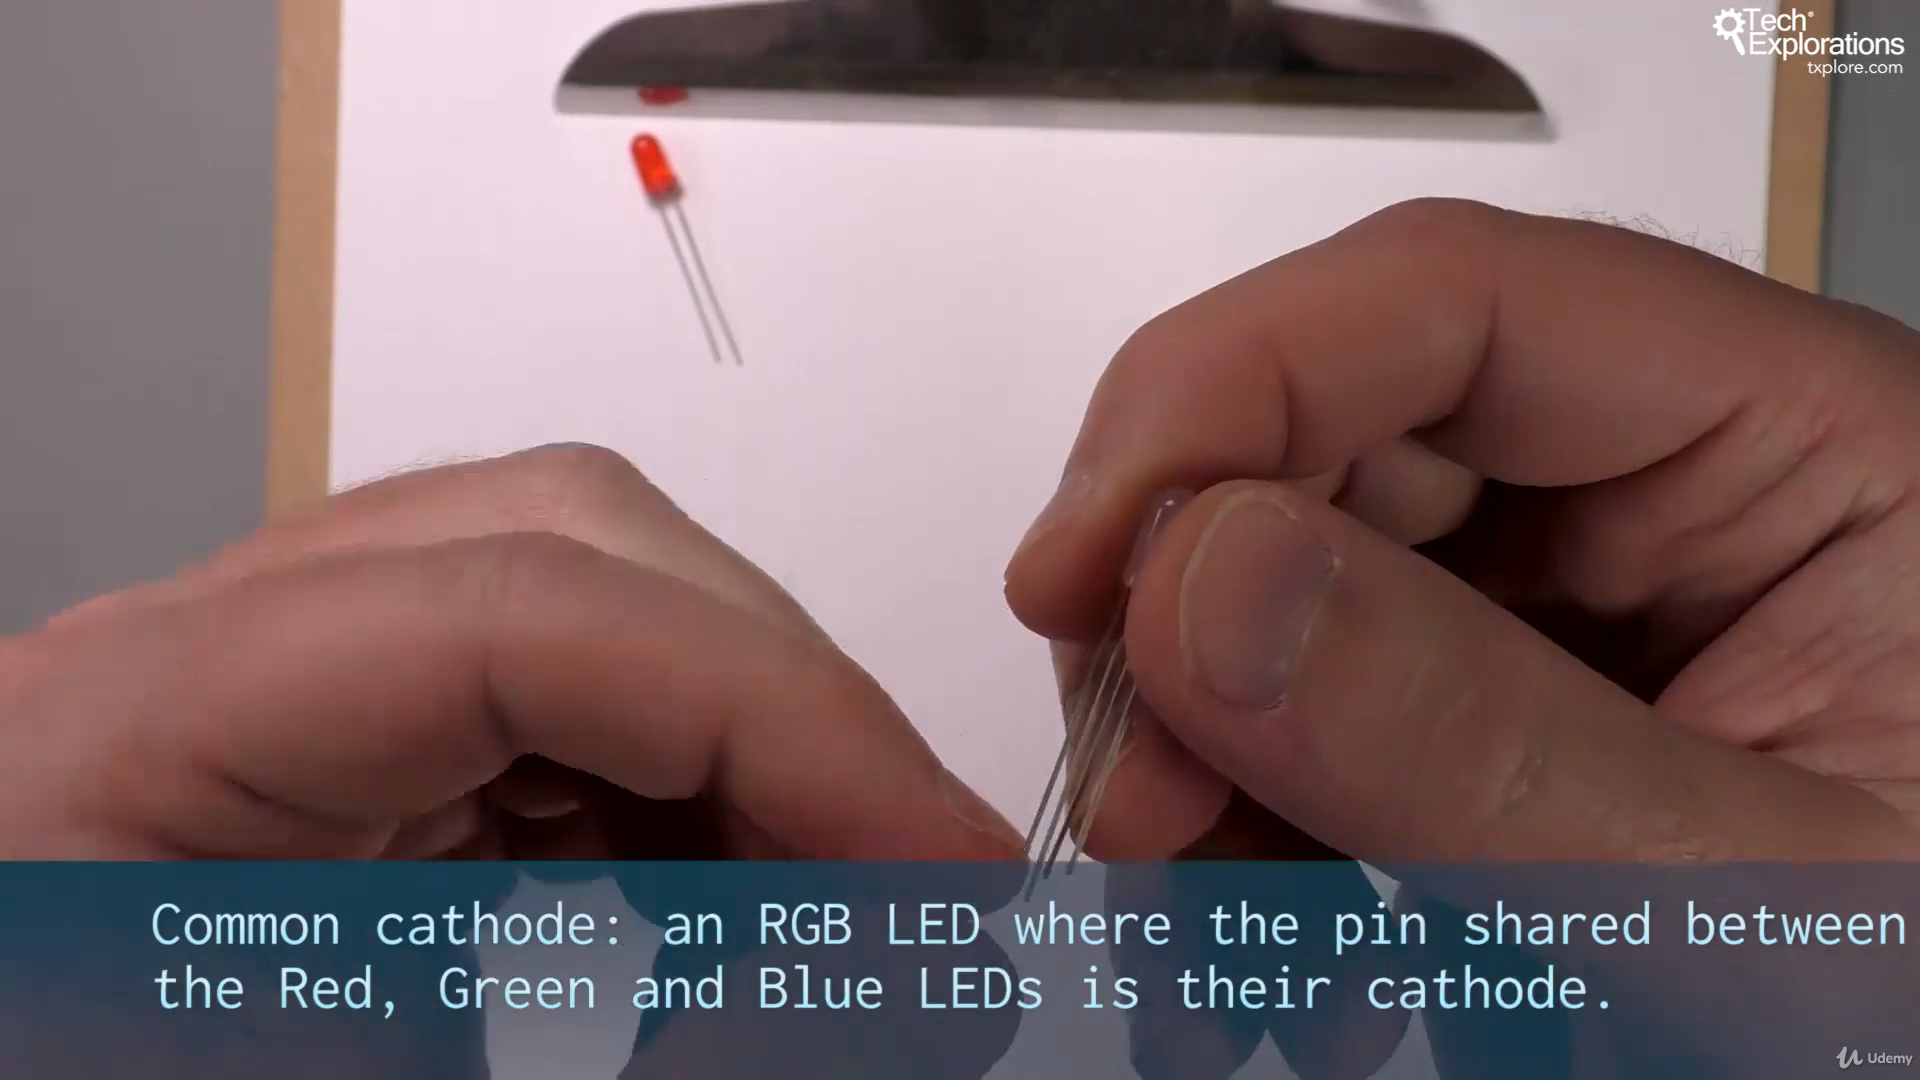 Tech
Explorations
txplore.com
Common cathode: an RGB LED where the pin shared between
the Red, Green and Blue LEDs is their cathode.
Udemy